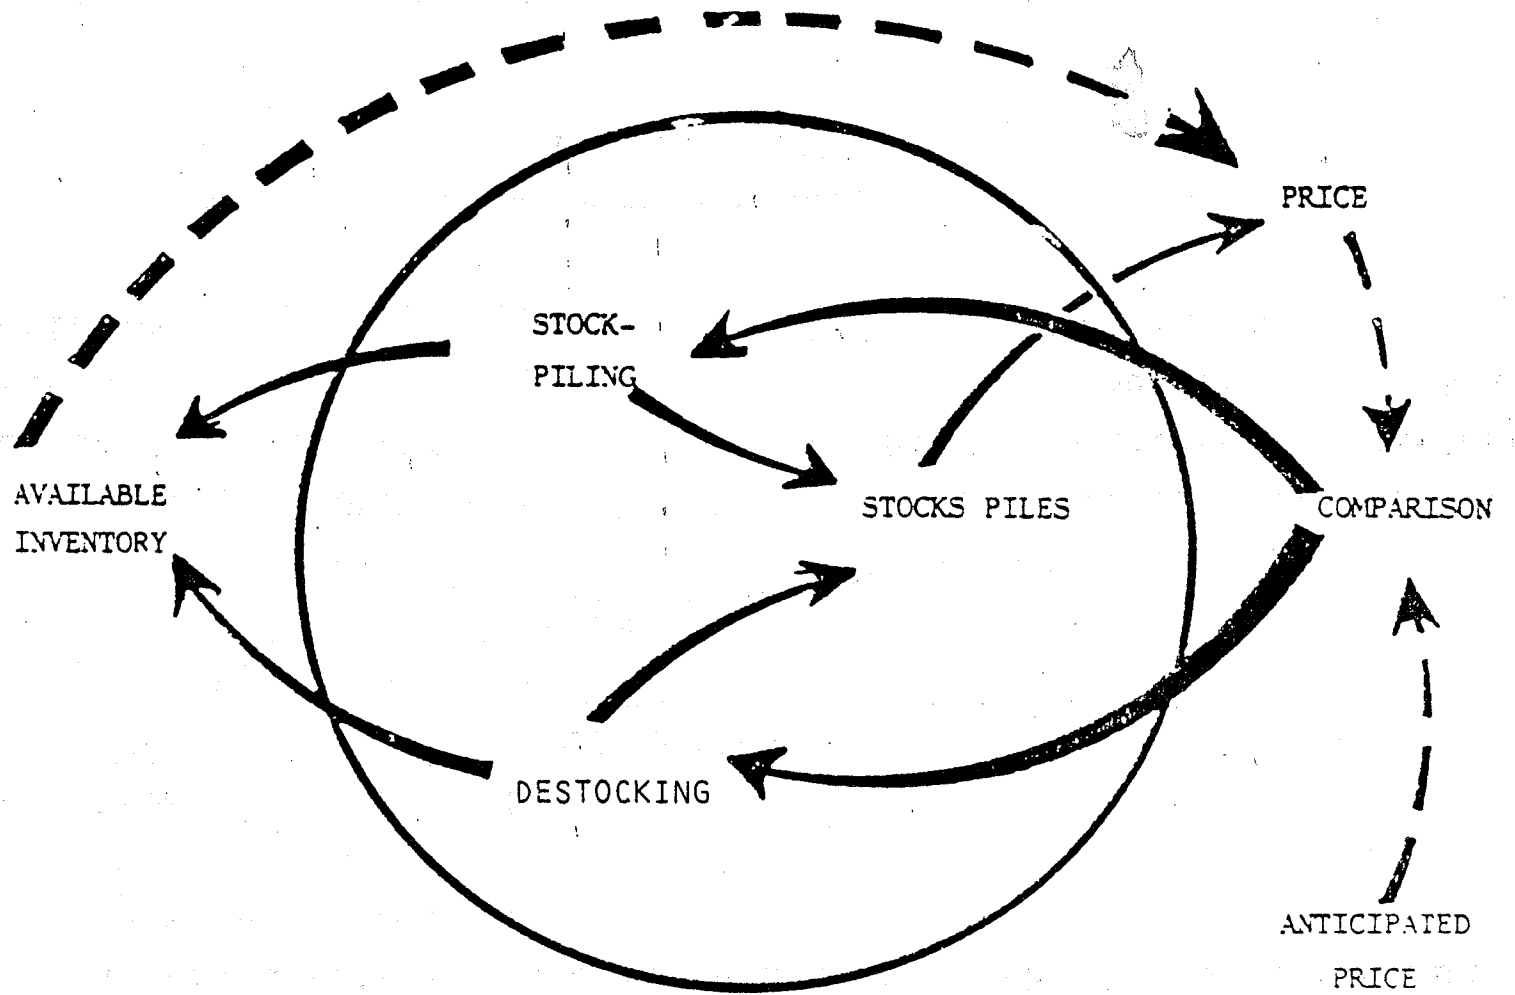 PRICE
STOCK-
PILING
AVAILABLE
INVENTORY
STOCKS PILES
COMPARISON
DESTOCKING
ANTICIPATED
PRICE